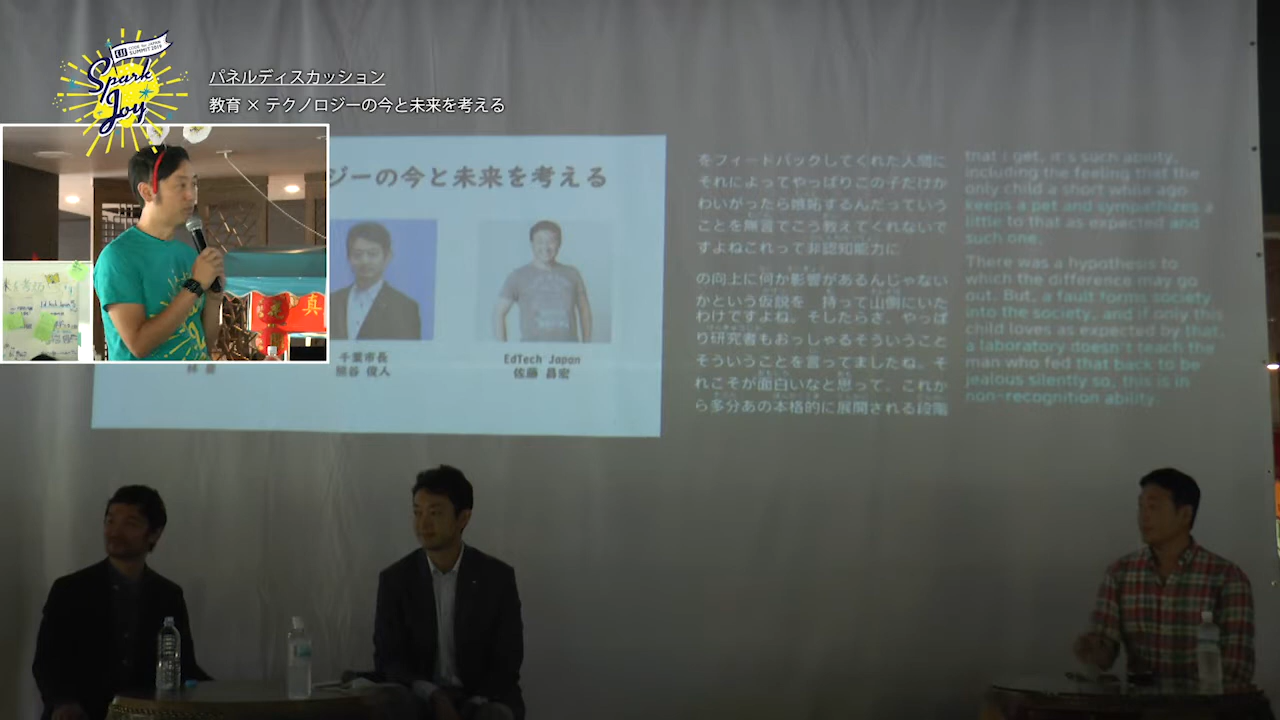 CODE for JAPAN
SUMMIT 2019
Spark
Joy
パネルディスカッション
教育 × テクノロジーの今と未来を考える
ジーの今と未来を考える
千葉市長
熊谷 俊人
EdTech Japan
佐藤 昌宏
をフィードバックしてくれた人間に
それによってやっぱりこの子だけか
わいがったら嫉妬するんだっていう
ことを無言でこう教えてくれないで
すよねこれって非認知能力に
の向上に何か影響があるんじゃない
かという仮説を 持って山側にいた
わけですよね。そしたらさ、やっぱ
り研究者もおっしゃるそういうこと
そういうことを言ってましたね。そ
れこそが面白いなと思って、これか
ら多分あの本格的に展開される段階
that I get, it's such ability,
including the feeling that the
only child a short while ago
keeps a pet and sympathizes a
little to that as expected and
such one.
There was a hypothesis to
which the difference may go
out. But, a fault forms society
into the society, and if only this
child loves as expected by that,
a laboratory doesn't teach the
man who fed that back to be
jealous silently so, this is in
non-recognition ability.
真